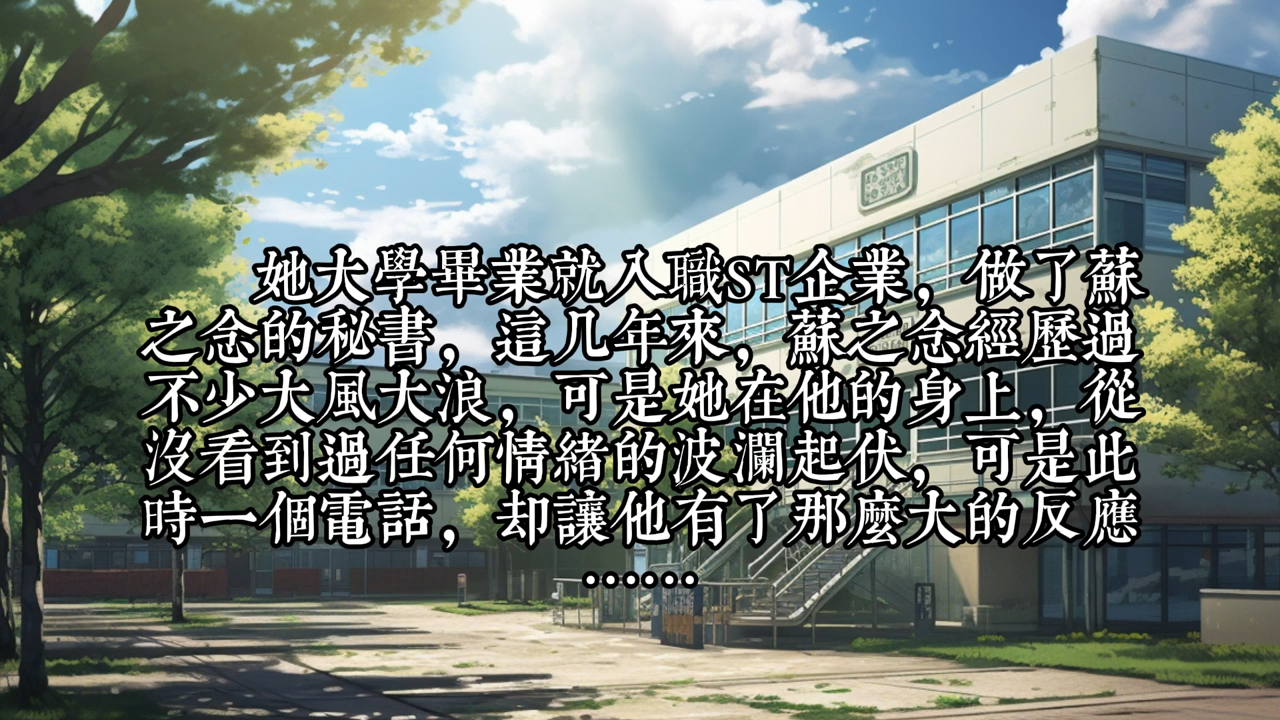 她大學畢業就入職ST企業，做了蘇
之念的秘書，這几年來，蘇之念經歷過
不少大風大浪，可是她在他的身上，從
沒看到過任何情緒的波瀾起伏，可是此
時一個電話，却讓他有了那麼大的反應
……